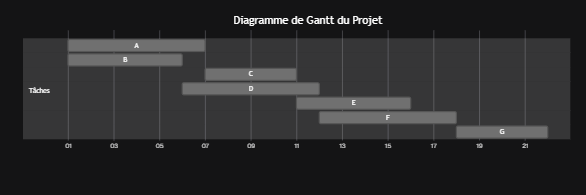 Diagramme de Gantt du Projet
A
B
C
D
Tâches
E
F
G
01 03 05 07 09 11 13 15 17 19 21